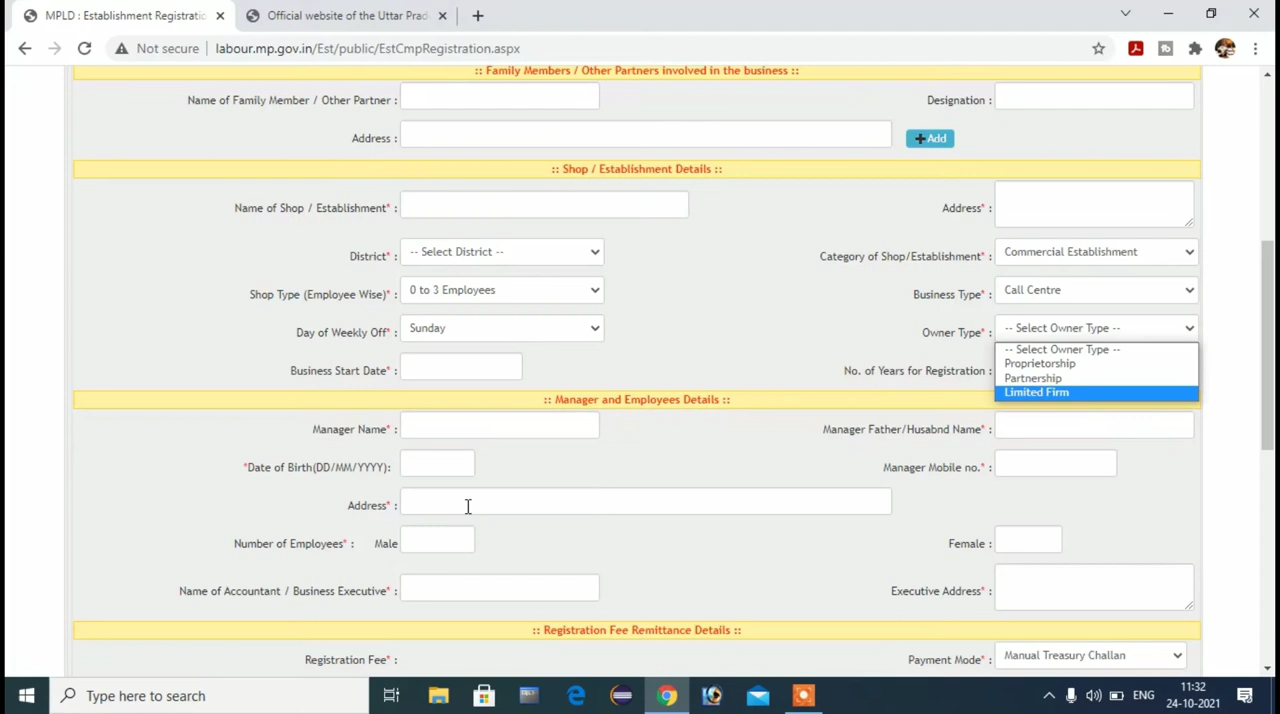 MPLD : Establishment Registratio
Official website of the Uttar Prad
Not secure | labour.mp.gov.in/Est/public/EstCmpRegistration.aspx
:: Family Members / Other Partners involved in the business ::
Name of Family Member / Other Partner :
Designation :
Address :
Add
:: Shop / Establishment Details ::
Name of Shop / Establishment* :
Address* :
District* : -- Select District --
Category of Shop/Establishment* : Commercial Establishment
Shop Type (Employee Wise)* : 0 to 3 Employees
Business Type* : Call Centre
Day of Weekly Off* : Sunday
Owner Type* : -- Select Owner Type --
-- Select Owner Type --
Proprietorship
Partnership
Limited Firm
Business Start Date* :
No. of Years for Registration :
:: Manager and Employees Details ::
Manager Name* :
Manager Father/Husabnd Name* :
*Date of Birth(DD/MM/YYYY):
Manager Mobile no.* :
Address* :
Number of Employees* : Male
Female :
Name of Accountant / Business Executive* :
Executive Address* :
:: Registration Fee Remittance Details ::
Registration Fee* :
Payment Mode* : Manual Treasury Challan
Type here to search
ENG
11:32
24-10-2021